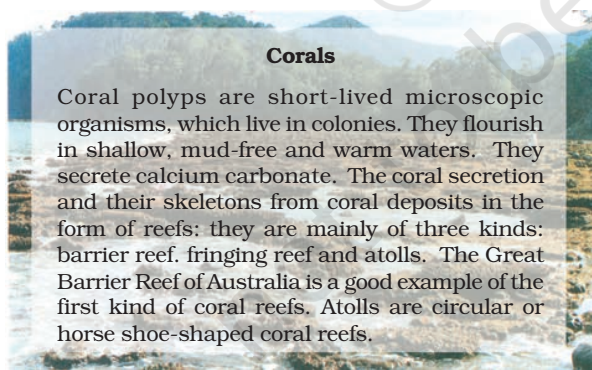 Corals
Coral polyps are short-lived microscopic
organisms, which live in colonies. They flourish
in shallow, mud-free and warm waters. They
secrete calcium carbonate. The coral secretion
and their skeletons from coral deposits in the
form of reefs: they are mainly of three kinds:
barrier reef. fringing reef and atolls. The Great
Barrier Reef of Australia is a good example of the
first kind of coral reefs. Atolls are circular or
horse shoe-shaped coral reefs.